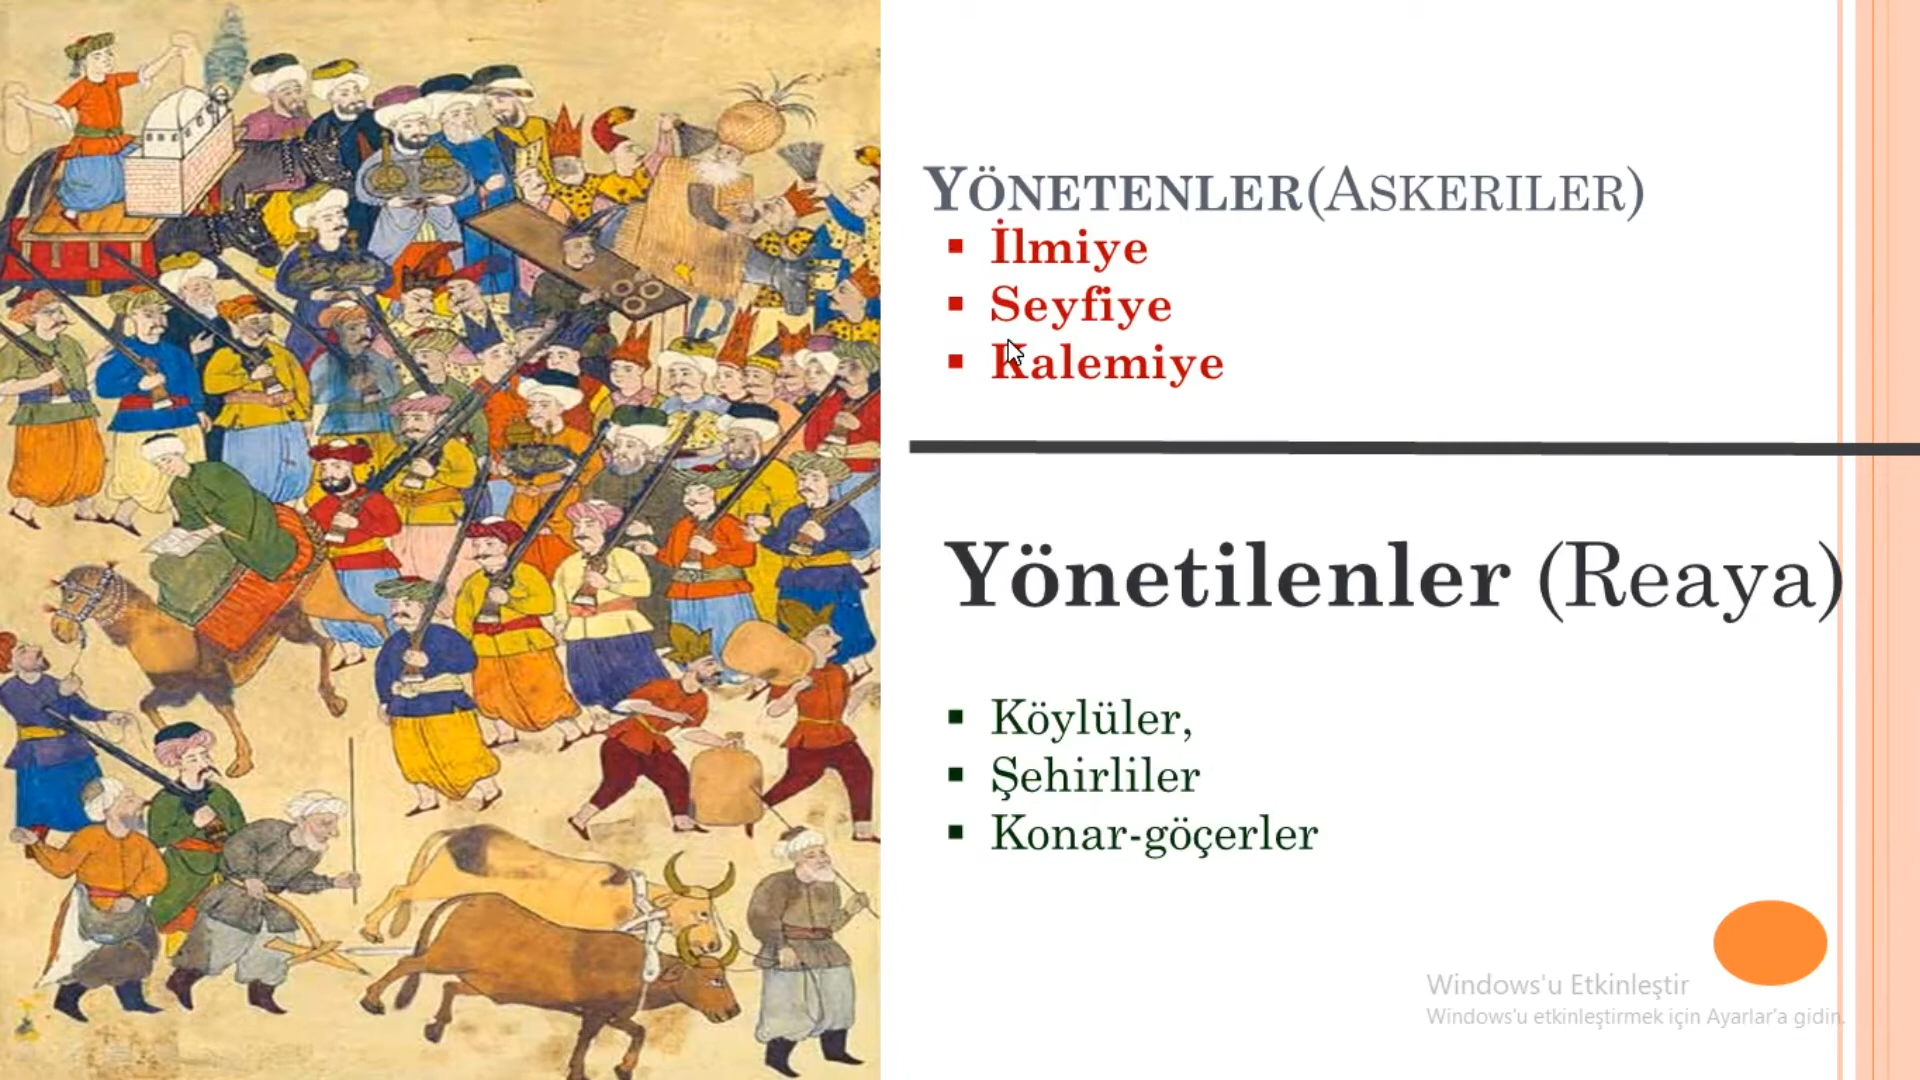 YÖNETENLER(ASKERILER)
▪ İlmiye
▪ Seyfiye
▪ Kalemiye
Yönetilenler (Reaya)
▪ Köylüler,
▪ Şehirliler
▪ Konar-göçerler
Windows'u Etkinleştir
Windows'u etkinleştirmek için Ayarlar'a gidin.